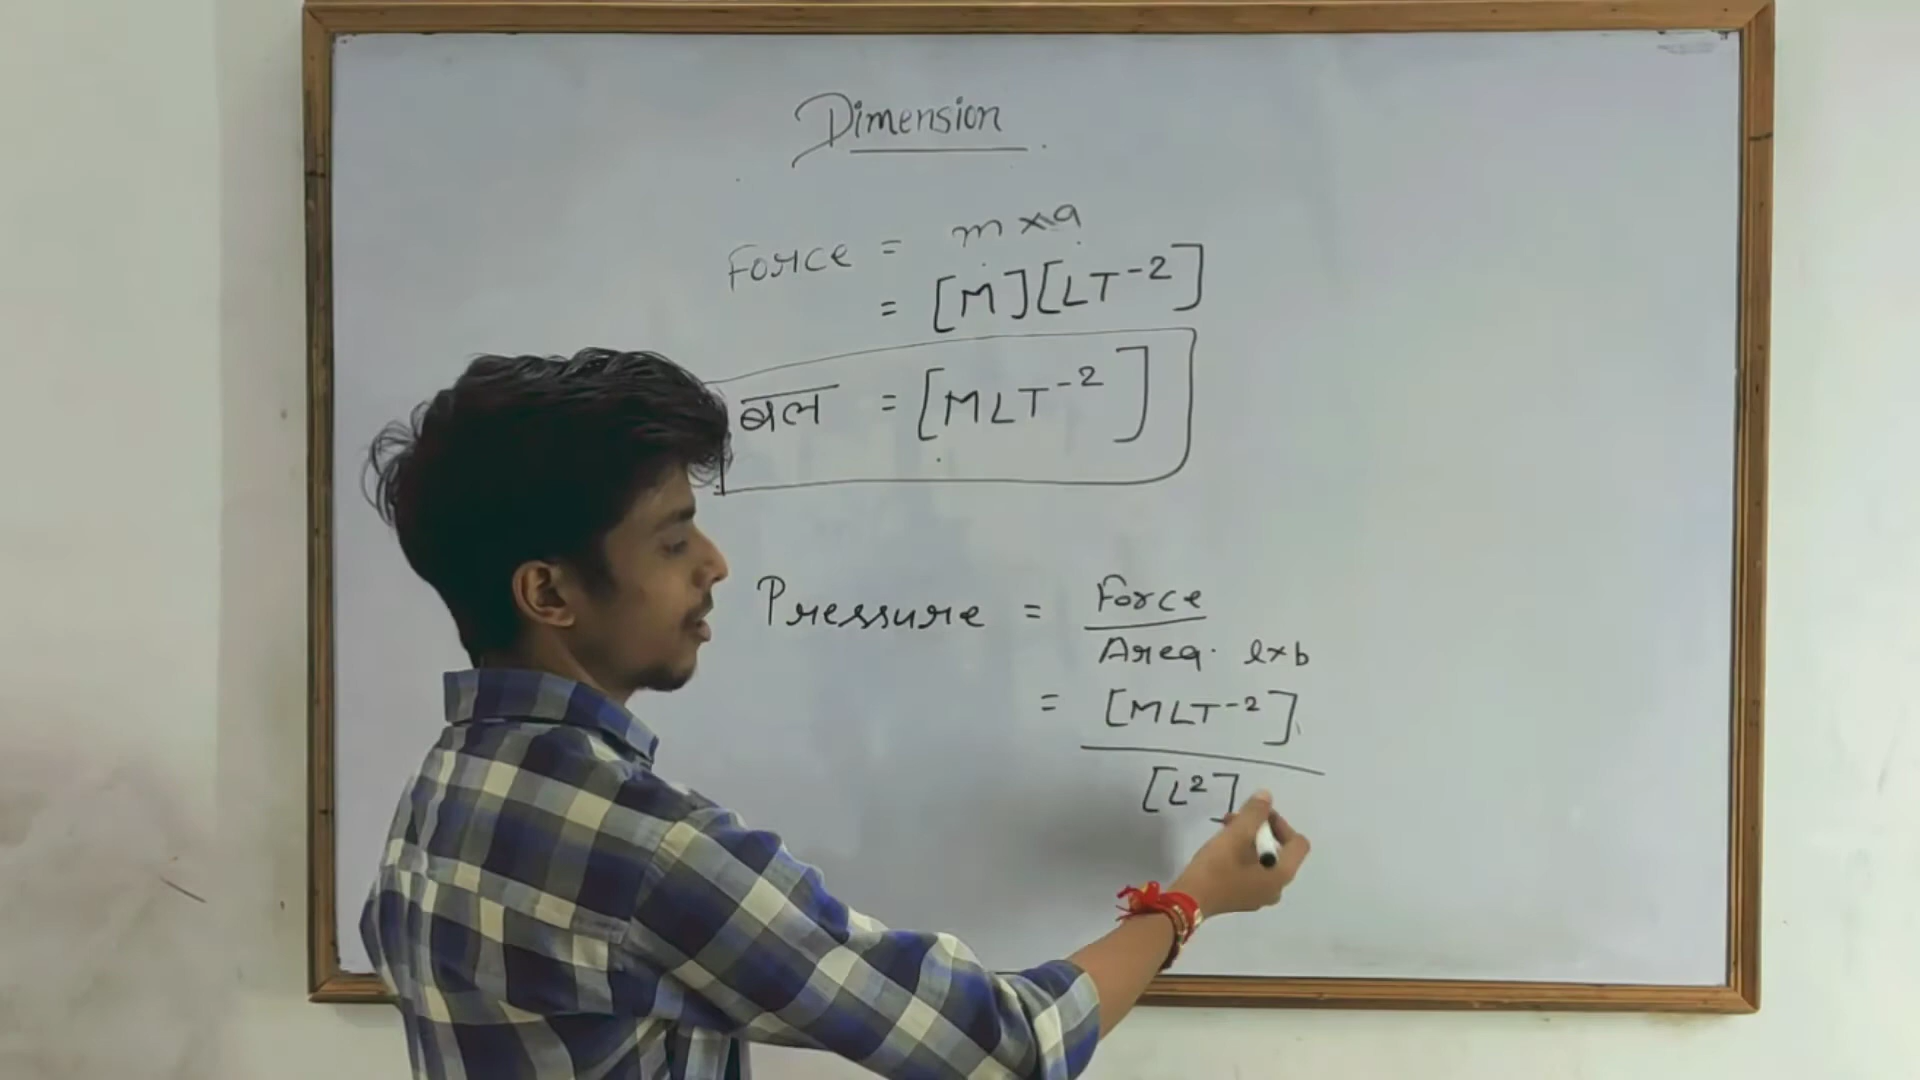 Dimension
Force = m×a
= [M][LT⁻²]
बल = [MLT⁻²]
Pressure = Force
Area. l×b
= [MLT⁻²]
[L²]